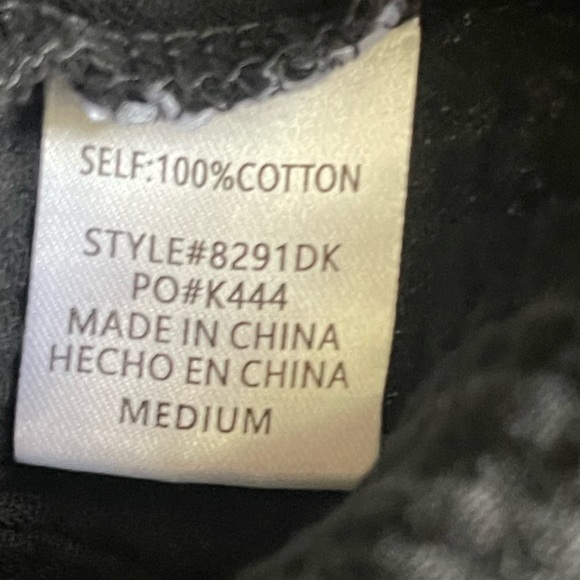 SELF:100%COTTON
STYLE#8291DK
PO#K444
MADE IN CHINA
HECHO EN CHINA
MEDIUM